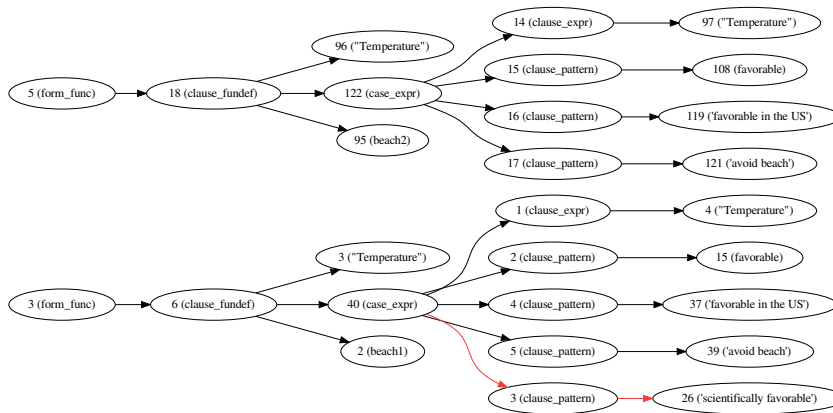 14 (clause_expr)
97 ("Temperature")
96 ("Temperature")
15 (clause_pattern)
108 (favorable)
5 (form_func)
18 (clause_fundef)
122 (case_expr)
16 (clause_pattern)
119 ('favorable in the US')
95 (beach2)
17 (clause_pattern)
121 ('avoid beach')
1 (clause_expr)
4 ("Temperature")
3 ("Temperature")
2 (clause_pattern)
15 (favorable)
3 (form_func)
6 (clause_fundef)
40 (case_expr)
4 (clause_pattern)
37 ('favorable in the US')
2 (beach1)
5 (clause_pattern)
39 ('avoid beach')
3 (clause_pattern)
26 ('scientifically favorable')